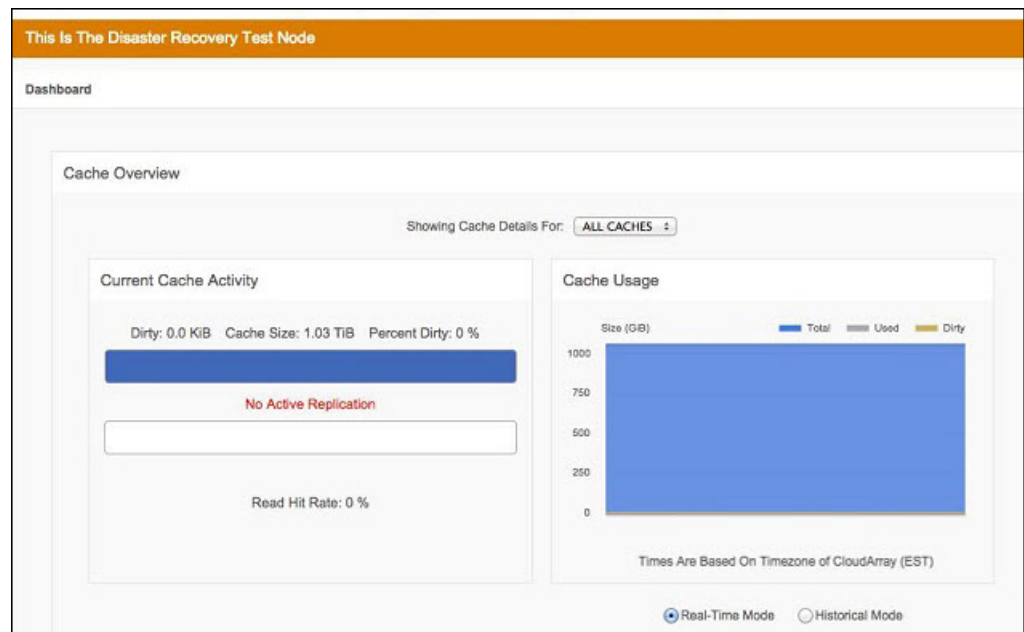 This Is The Disaster Recovery Test Node
Dashboard
Cache Overview
Showing Cache Details For: ALL CACHES
Current Cache Activity
Dirty: 0.0 KiB Cache Size: 1.03 TiB Percent Dirty: 0 %
No Active Replication
Read Hit Rate: 0 %
Cache Usage
Size (GiB) Total Used Dirty
1000
750
500
250
0
Times Are Based On Timezone of CloudArray (EST)
Real-Time Mode Historical Mode